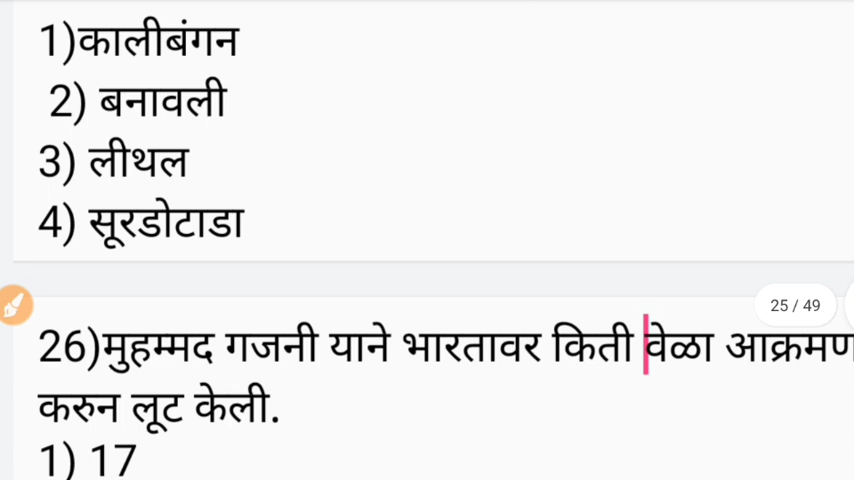 1)कालीबंगन
2) बनावली
3) लीथल
4) सूरडोटाडा
25 / 49
26)मुहम्मद गजनी याने भारतावर किती वेळा आक्रमण
करुन लूट केली.
1) 17